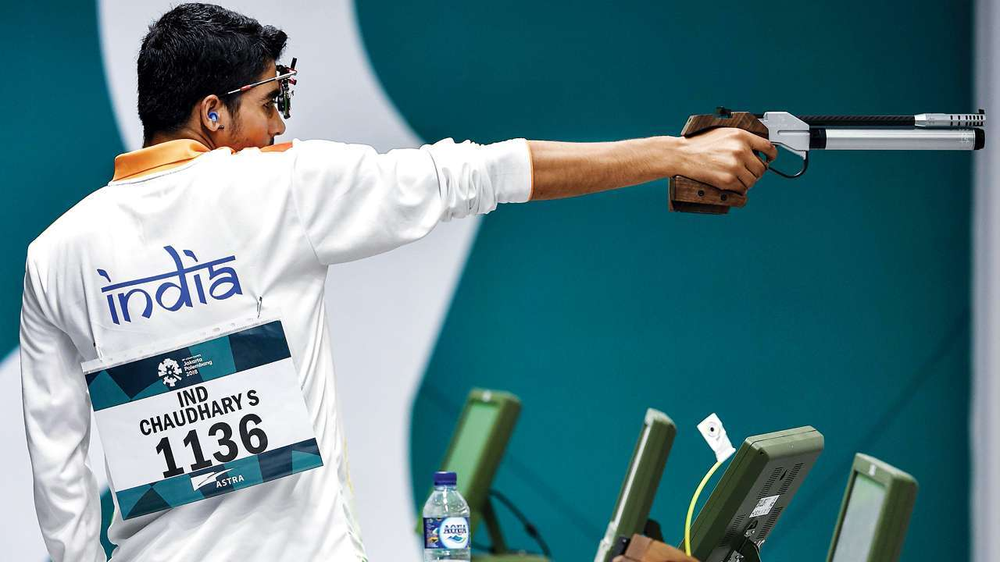 india
Jakarta
Palembang
2018
IND
CHAUDHARY S
1136
ASTRA
AQUA